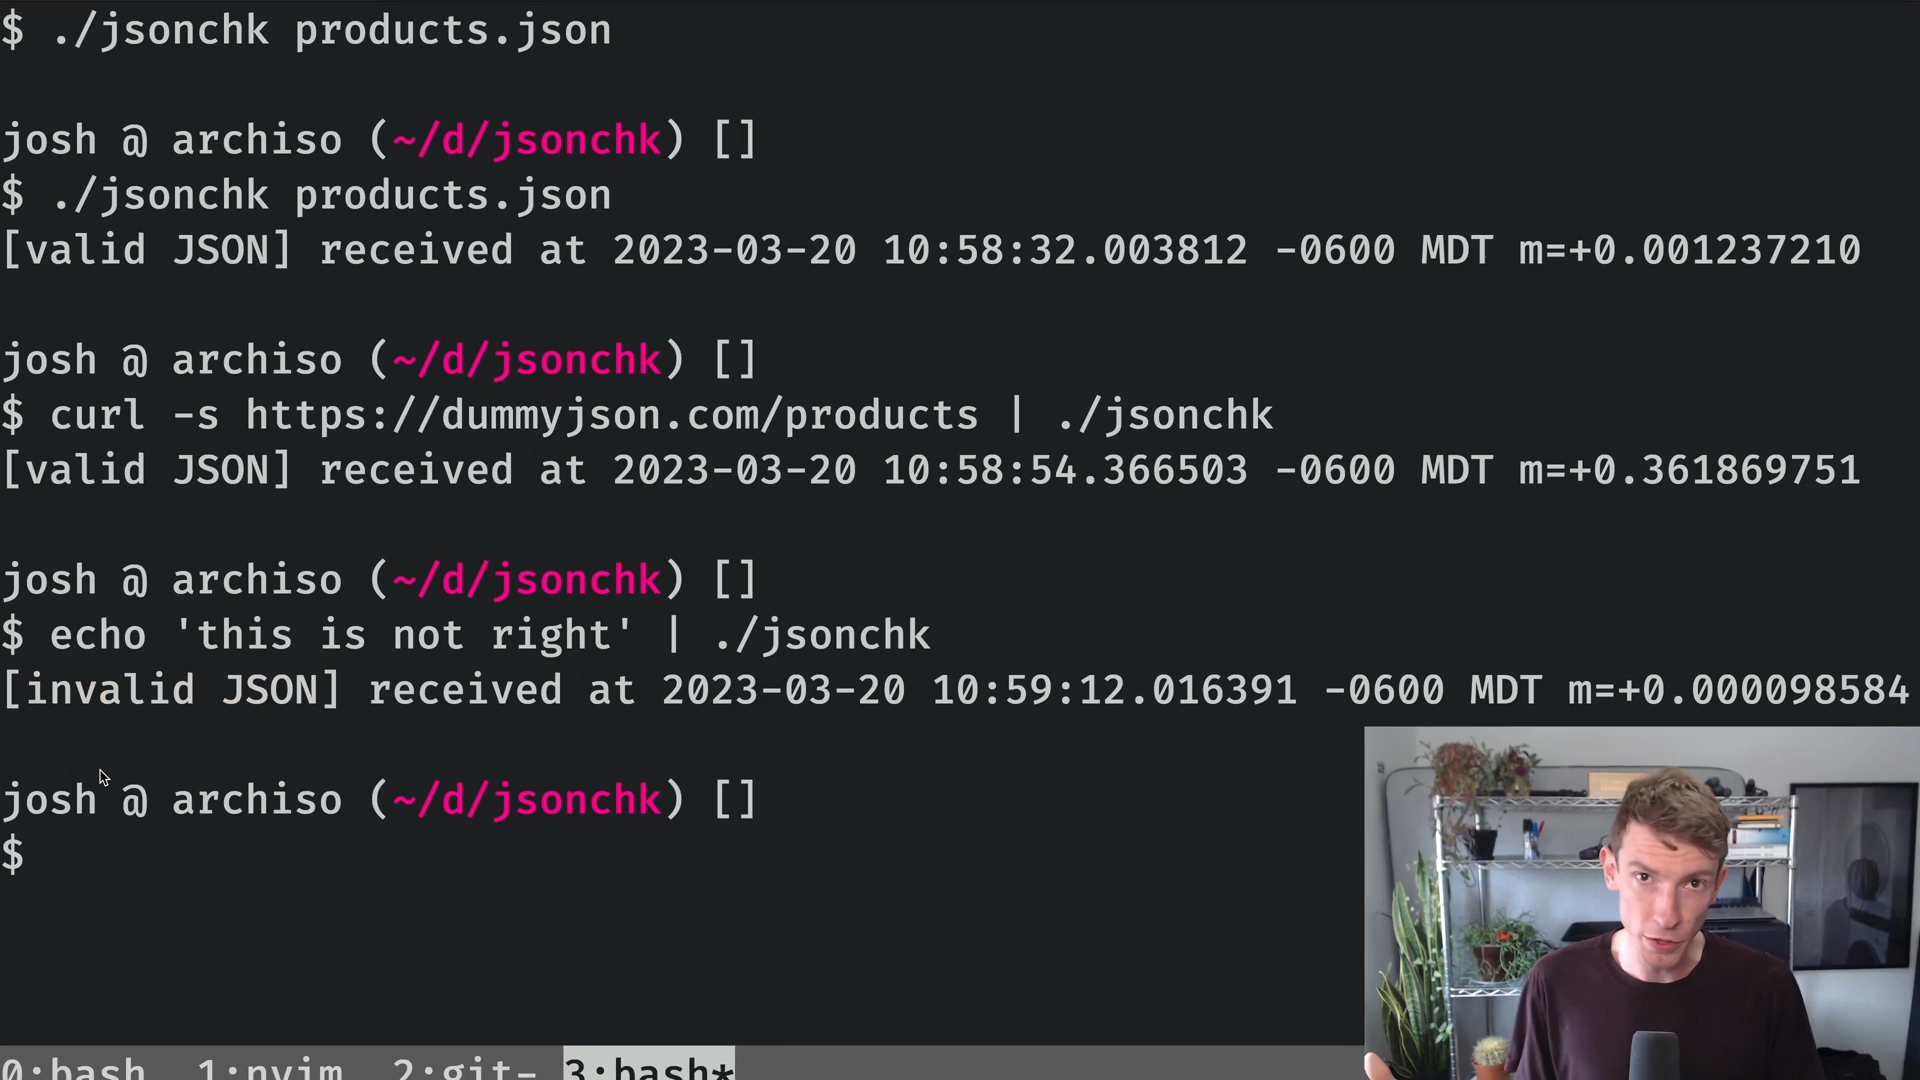 $ ./jsonchk products.json
josh @ archiso (~/d/jsonchk) []
$ ./jsonchk products.json
[valid JSON] received at 2023-03-20 10:58:32.003812 -0600 MDT m=+0.001237210
josh @ archiso (~/d/jsonchk) []
$ curl -s https://dummyjson.com/products | ./jsonchk
[valid JSON] received at 2023-03-20 10:58:54.366503 -0600 MDT m=+0.361869751
josh @ archiso (~/d/jsonchk) []
$ echo 'this is not right' | ./jsonchk
[invalid JSON] received at 2023-03-20 10:59:12.016391 -0600 MDT m=+0.000098584
josh @ archiso (~/d/jsonchk) []
$
0:bash 1:nvim 2:git- 3:bash*